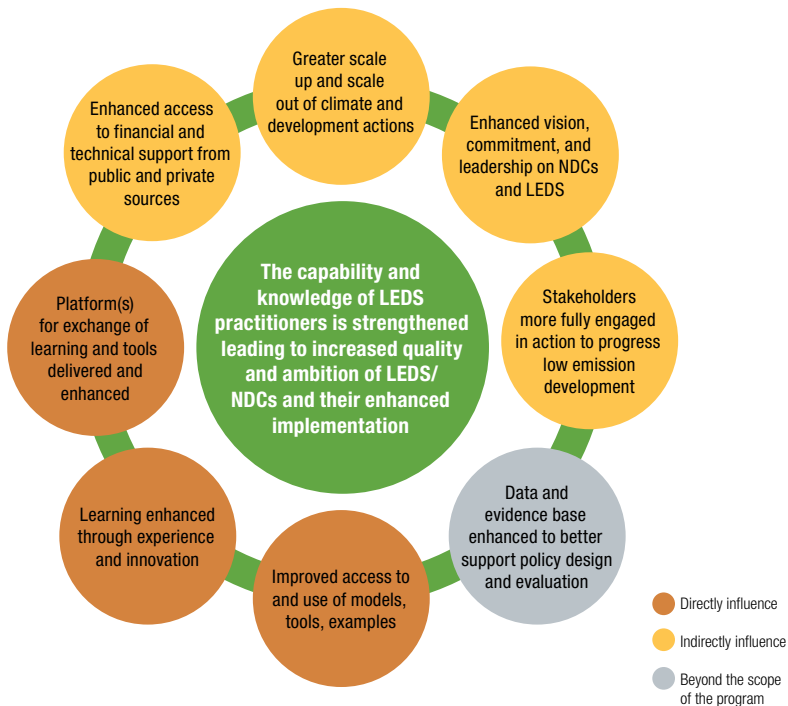 Greater scale
up and scale
out of climate and
development actions
Enhanced vision,
commitment, and
leadership on NDCs
and LEDS
Stakeholders
more fully engaged
in action to progress
low emission
development
Data and
evidence base
enhanced to better
support policy design
and evaluation
Improved access to
and use of models,
tools, examples
Learning enhanced
through experience
and innovation
Platform(s)
for exchange of
learning and tools
delivered and
enhanced
Enhanced access
to financial and
technical support from
public and private
sources
The capability and
knowledge of LEDS
practitioners is strengthened
leading to increased quality
and ambition of LEDS/
NDCs and their enhanced
implementation
Directly influence
Indirectly influence
Beyond the scope
of the program